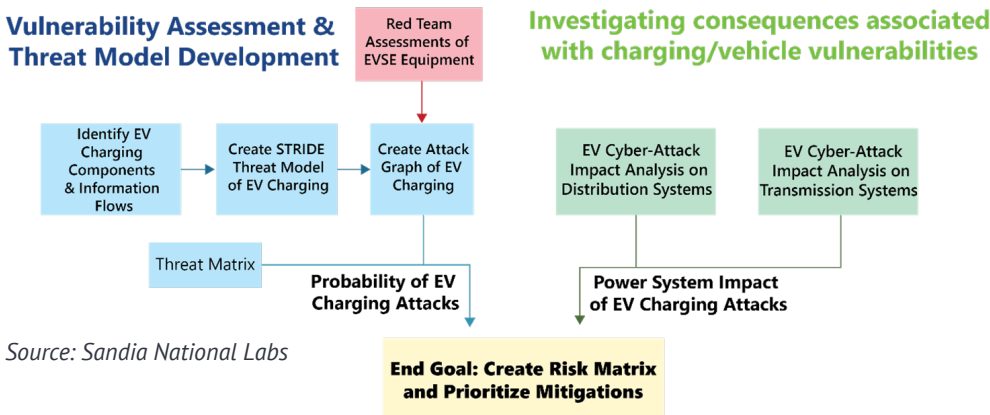 Vulnerability Assessment &
Threat Model Development
Red Team
Assessments of
EVSE Equipment
Investigating consequences associated
with charging/vehicle vulnerabilities
Identify EV
Charging
Components
& Information
Flows
Create STRIDE
Threat Model
of EV Charging
Create Attack
Graph of EV
Charging
EV Cyber-Attack
Impact Analysis on
Distribution Systems
EV Cyber-Attack
Impact Analysis on
Transmission Systems
Threat Matrix
Probability of EV
Charging Attacks
Power System Impact
of EV Charging Attacks
Source: Sandia National Labs
End Goal: Create Risk Matrix
and Prioritize Mitigations